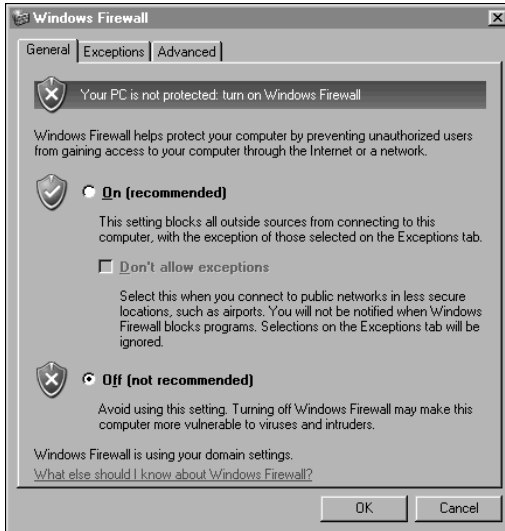 Windows Firewall
General Exceptions Advanced
Your PC is not protected: turn on Windows Firewall
Windows Firewall helps protect your computer by preventing unauthorized users
from gaining access to your computer through the Internet or a network.
On (recommended)
This setting blocks all outside sources from connecting to this
computer, with the exception of those selected on the Exceptions tab.
Don't allow exceptions
Select this when you connect to public networks in less secure
locations, such as airports. You will not be notified when Windows
Firewall blocks programs. Selections on the Exceptions tab will be
ignored.
Off (not recommended)
Avoid using this setting. Turning off Windows Firewall may make this
computer more vulnerable to viruses and intruders.
Windows Firewall is using your domain settings.
What else should I know about Windows Firewall?
OK Cancel